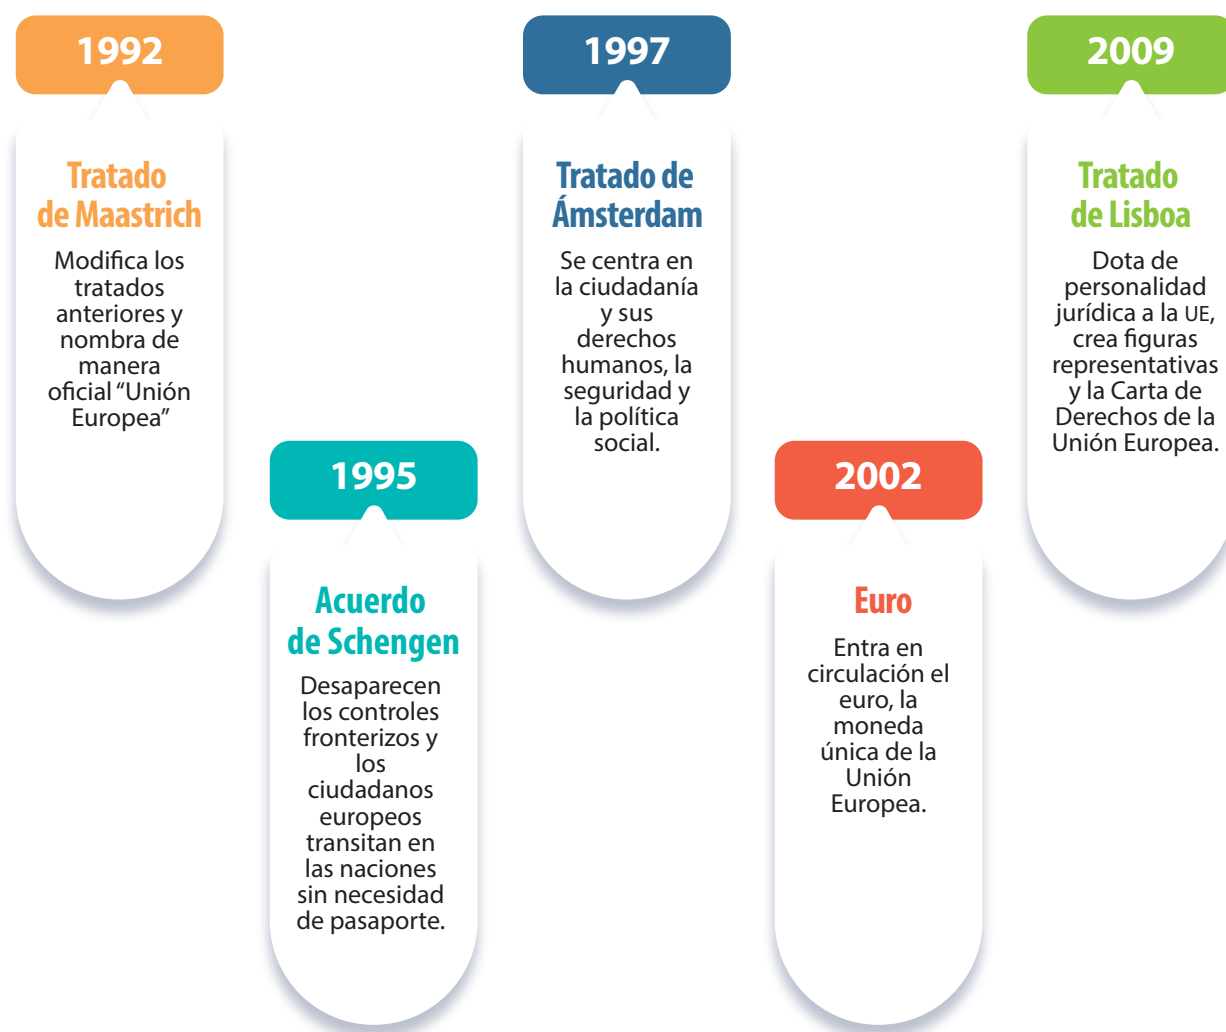 1992
Tratado
de Maastrich
Modifica los
tratados
anteriores y
nombra de
manera
oficial “Unión
Europea”
1995
Acuerdo
de Schengen
Desaparecen
los controles
fronterizos y
los
ciudadanos
europeos
transitan en
las naciones
sin necesidad
de pasaporte.
1997
Tratado de
Ámsterdam
Se centra en
la ciudadanía
y sus
derechos
humanos, la
seguridad y
la política
social.
2002
Euro
Entra en
circulación el
euro, la
moneda
única de la
Unión
Europea.
2009
Tratado
de Lisboa
Dota de
personalidad
jurídica a la UE,
crea figuras
representativas
y la Carta de
Derechos de la
Unión Europea.